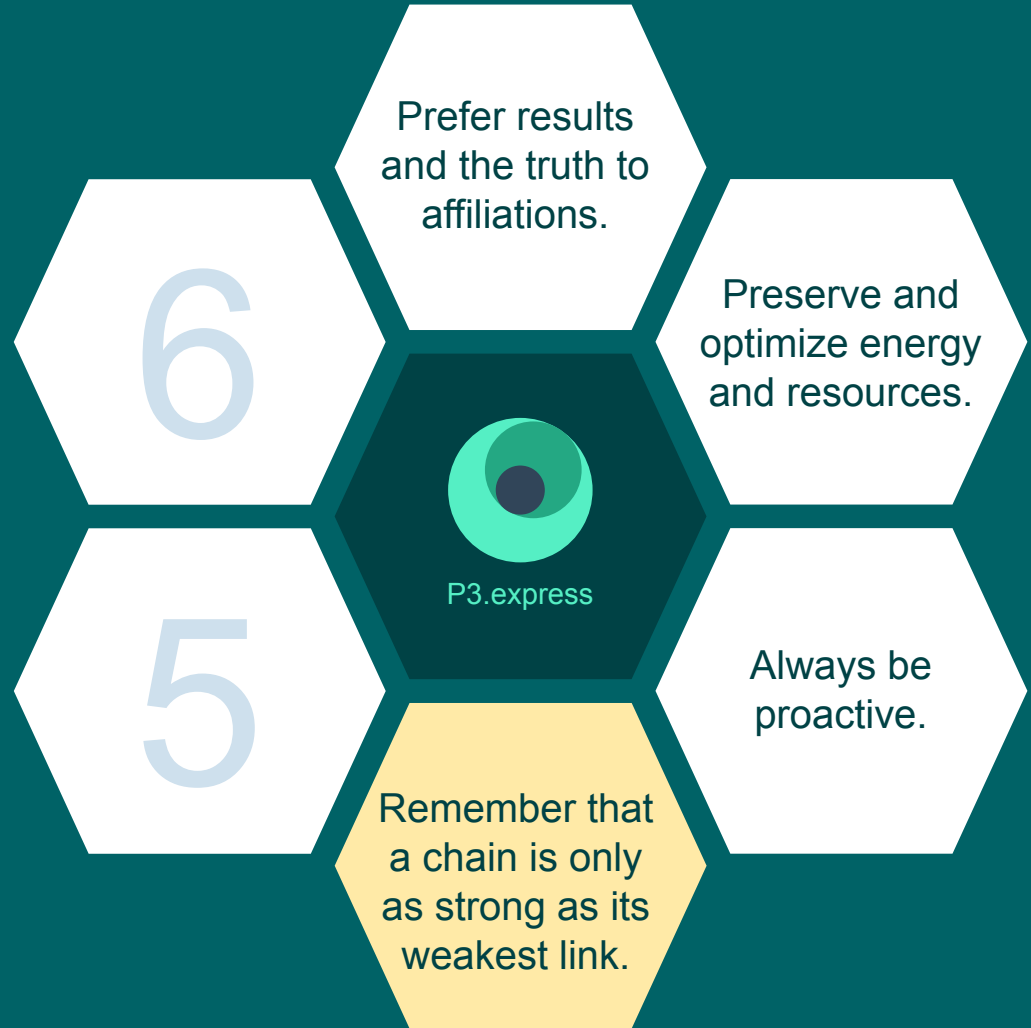 Prefer results
and the truth to
affiliations.
Preserve and
optimize energy
and resources.
Always be
proactive.
Remember that
a chain is only
as strong as its
weakest link.
5
6
P3.express